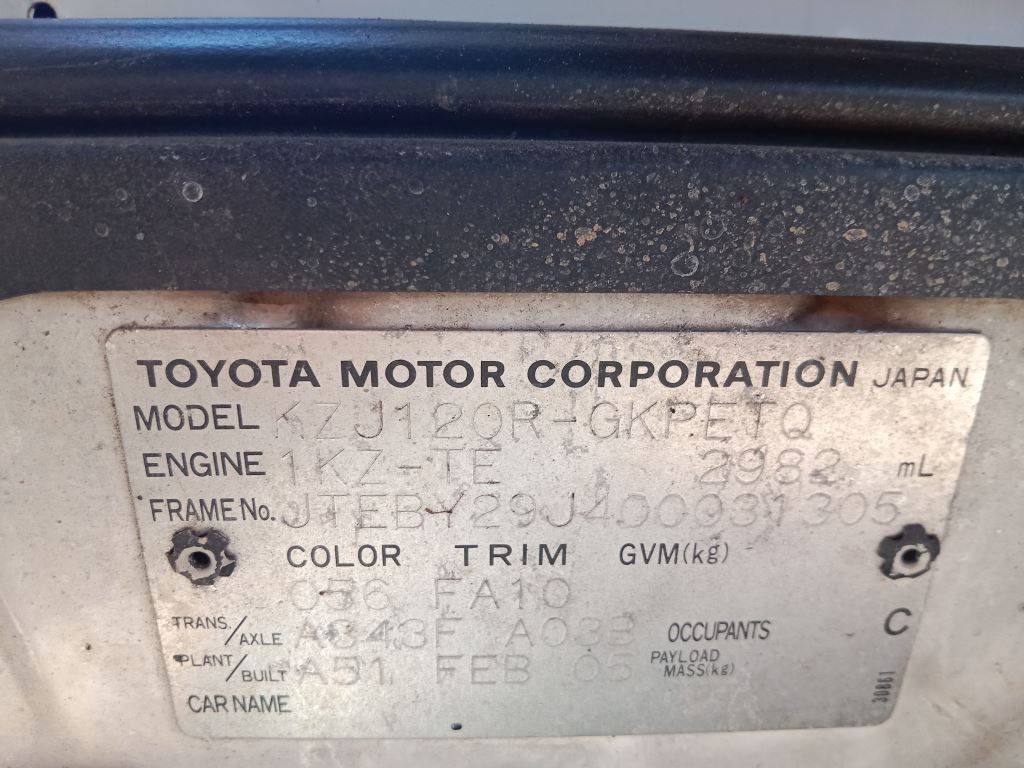 TOYOTA MOTOR CORPORATION JAPAN
MODEL KZJ120R-GKPETQ
ENGINE 1KZ-TE 2982 mL
FRAME No. JTEBY29J400031305
COLOR TRIM GVM(kg)
056 FA10
TRANS./AXLE A343F A03B OCCUPANTS C
PLANT/BUILT A51 FEB 05 PAYLOAD MASS(kg)
CAR NAME
30861